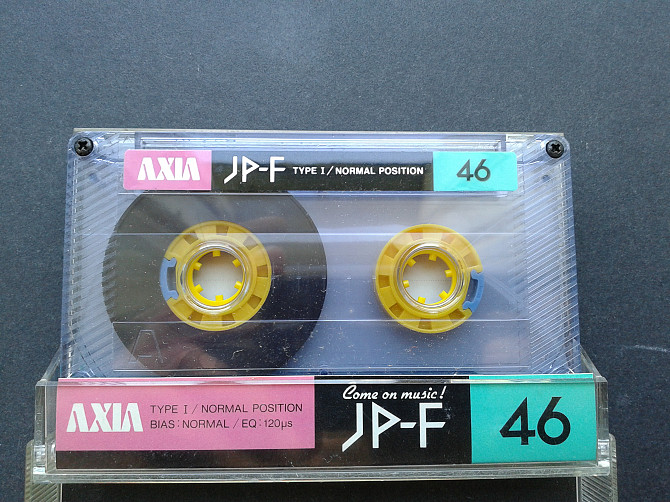 AXIA JP-F TYPE I / NORMAL POSITION 46
A
Come on music!
AXIA TYPE I / NORMAL POSITION JP-F 46
BIAS : NORMAL / EQ : 120µs